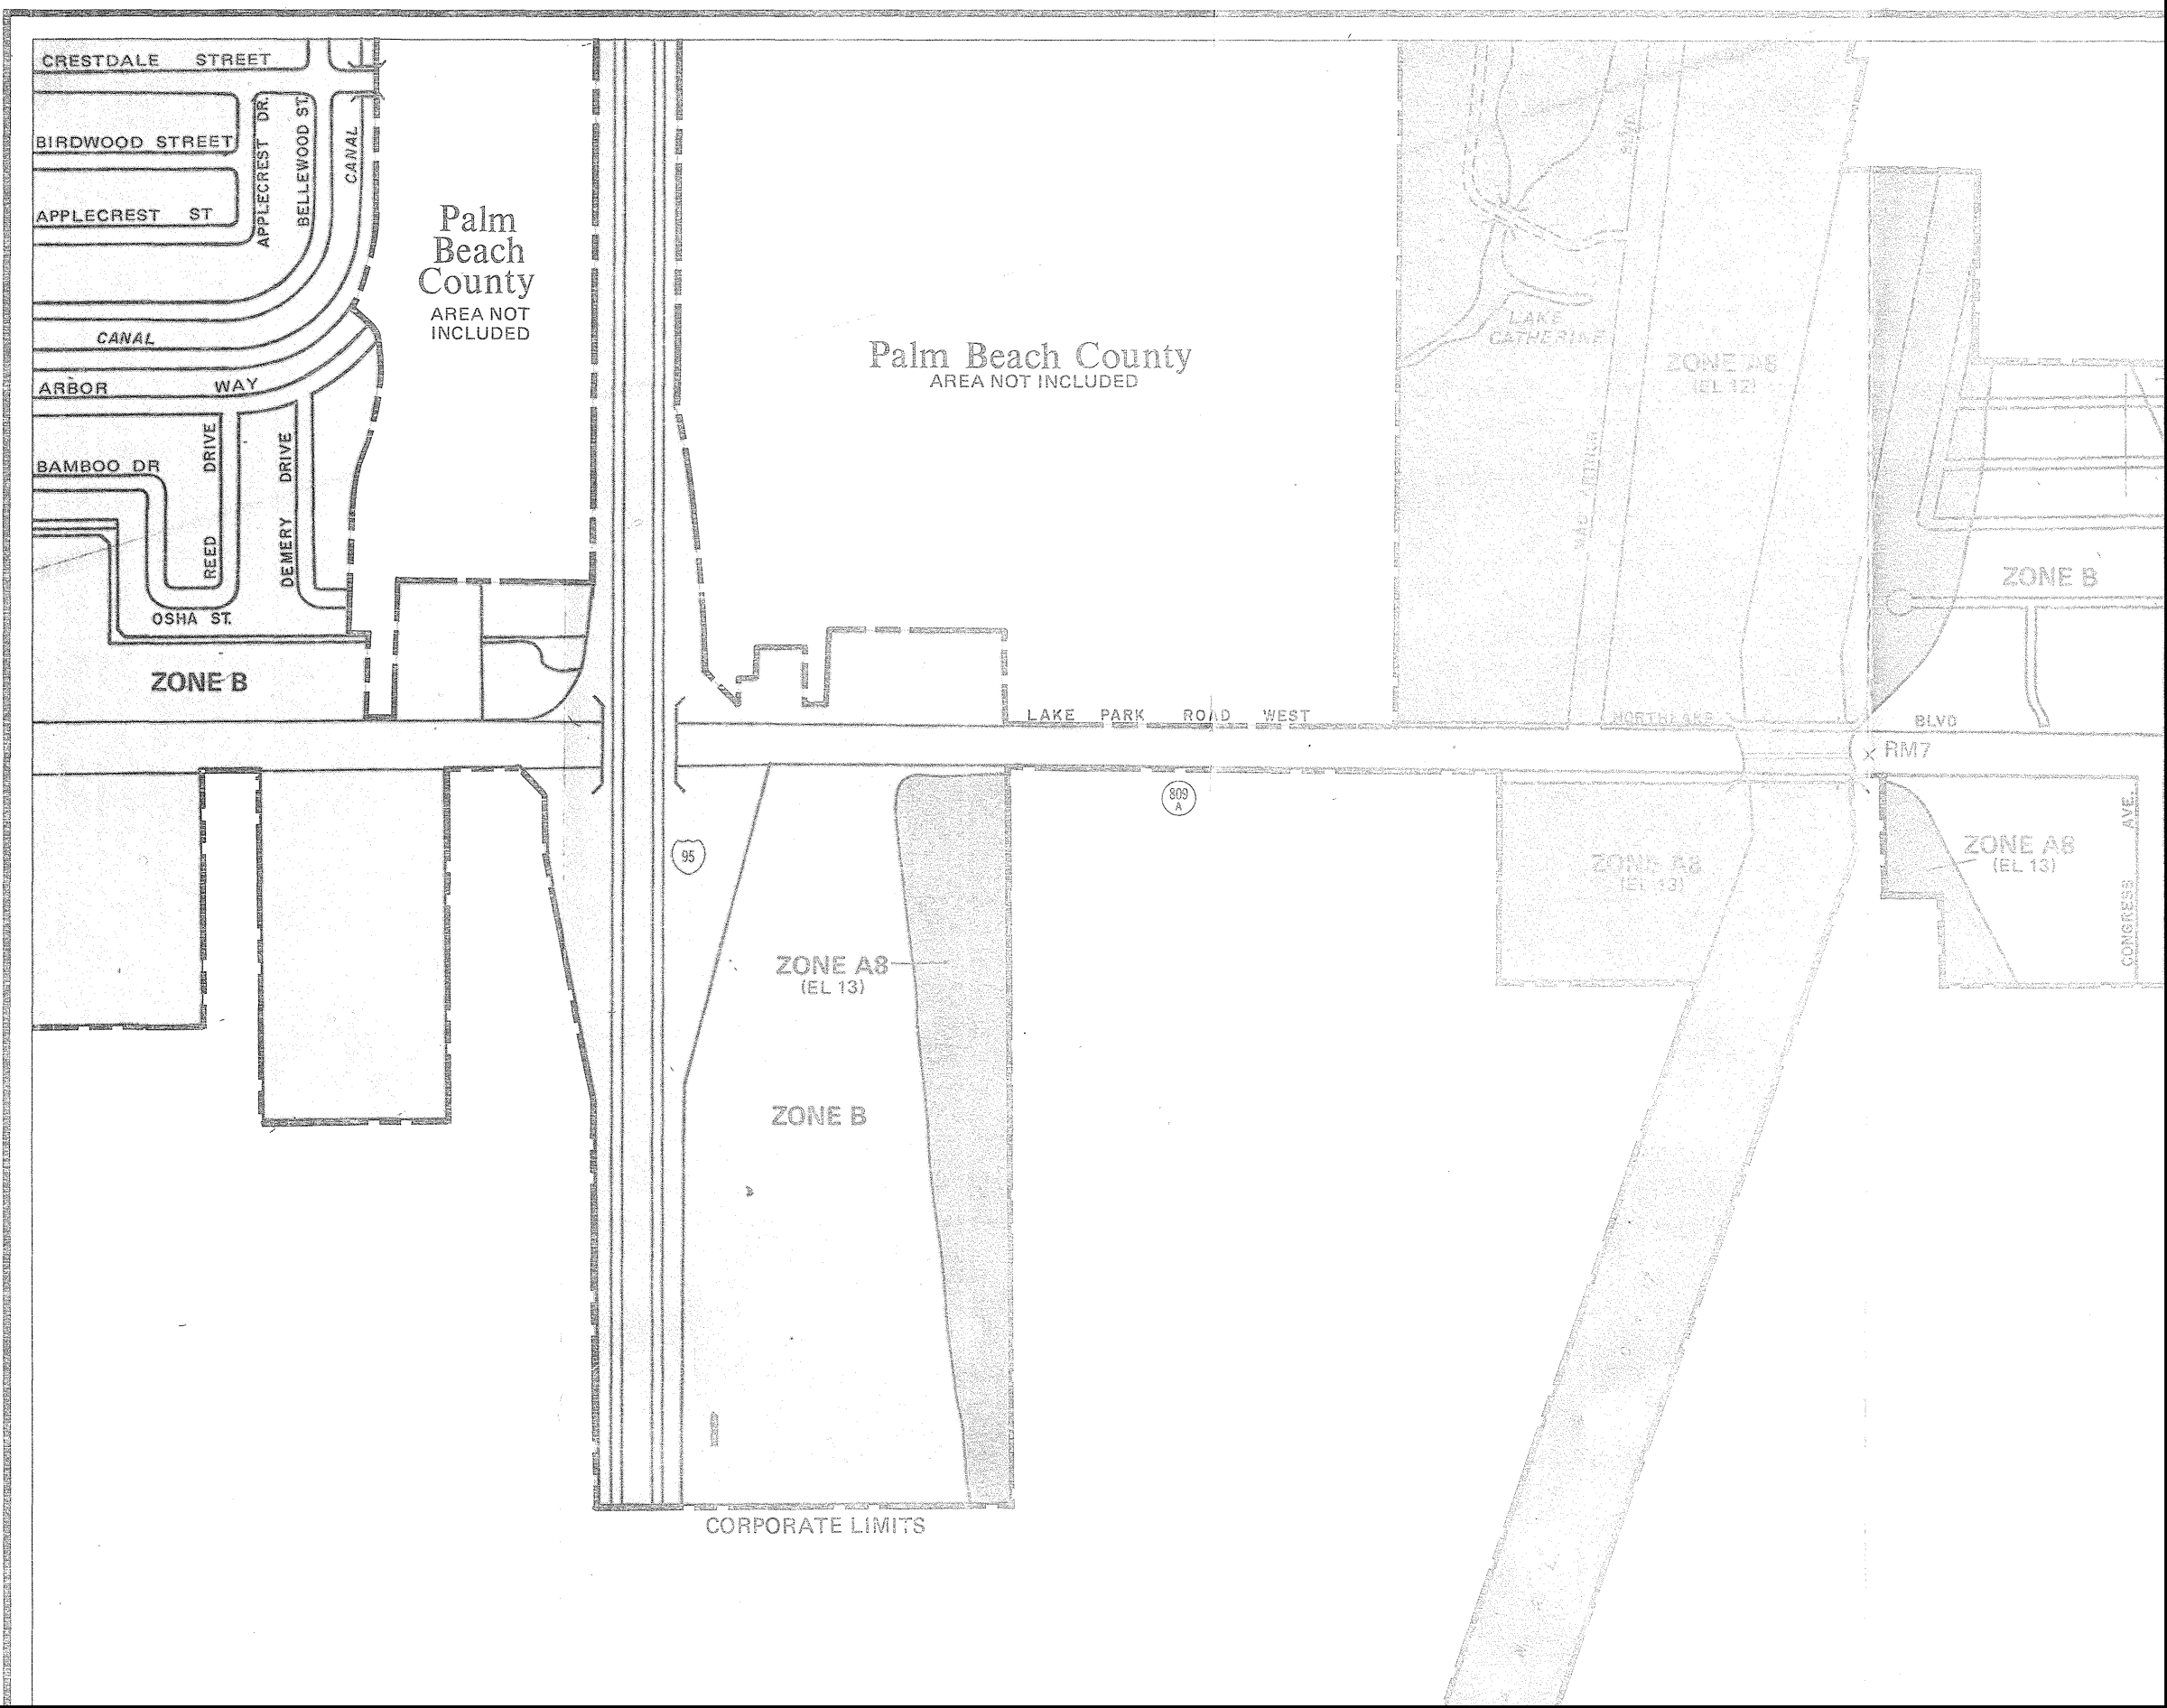 CRESTDALE STREET
BIRDWOOD STREET
APPLECREST ST
APPLECREST DR.
BELLEWOOD ST.
CANAL
CANAL
ARBOR WAY
BAMBOO DR
REED DRIVE
DEMERY DRIVE
OSHA ST.
ZONE B
Palm
Beach
County
AREA NOT
INCLUDED
Palm Beach County
AREA NOT INCLUDED
LAKE
CATHERINE
ZONE A8
(EL 12)
ZONE B
LAKE PARK ROAD WEST
NORTHLAKE
BLVD
RM7
809
A
95
ZONE A8
(EL 13)
ZONE B
ZONE A8
(EL 13)
ZONE A8
(EL 13)
CONGRESS AVE.
CORPORATE LIMITS